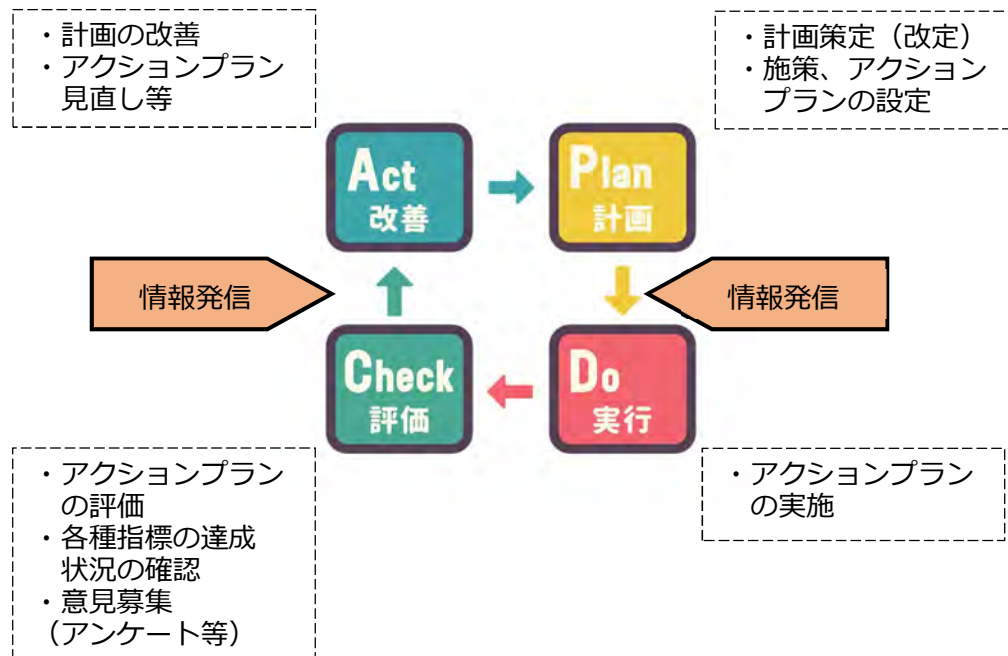 ・計画の改善
・アクションプラン
見直し等
・計画策定（改定）
・施策、アクション
プランの設定
Act
改善
Plan
計画
情報発信
情報発信
Check
評価
Do
実行
・アクションプラン
の評価
・各種指標の達成
状況の確認
・意見募集
（アンケート等）
・アクションプラン
の実施